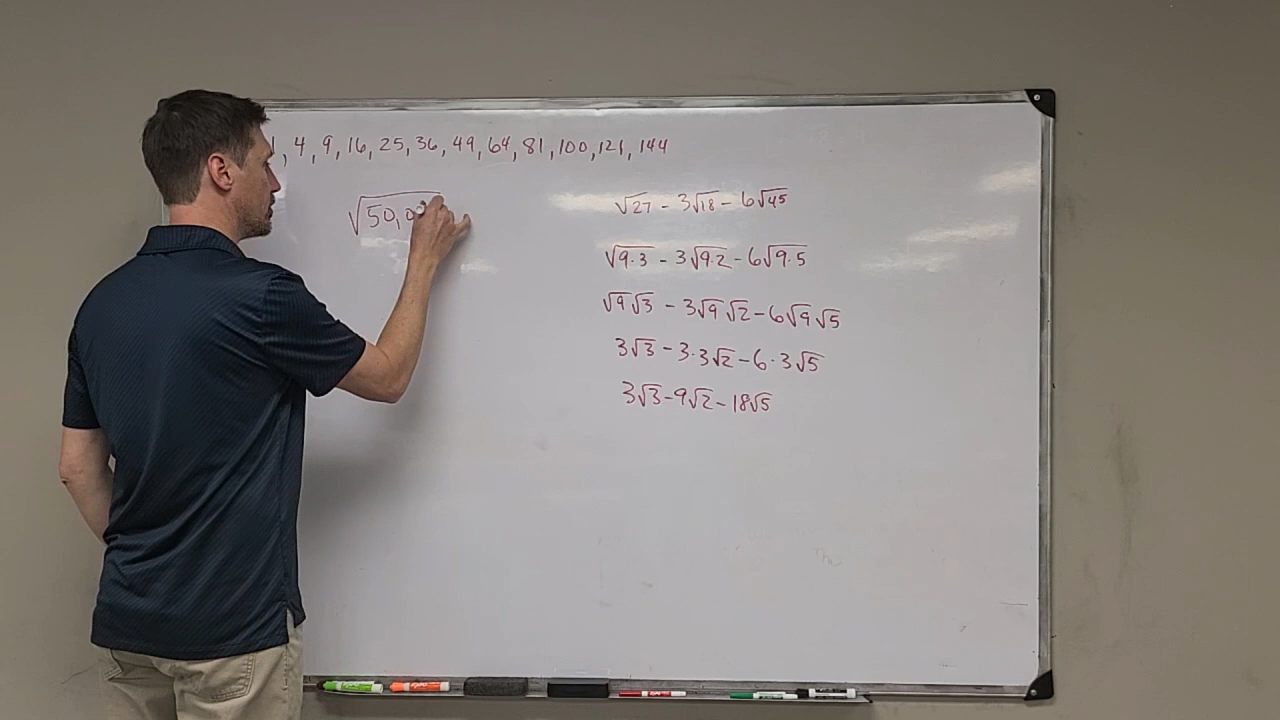 1, 4, 9, 16, 25, 36, 49, 64, 81, 100, 121, 144
√50,0
√27 - 3√18 - 6√45
√9·3 - 3√9·2 - 6√9·5
√9√3 - 3√9√2 - 6√9√5
3√3 - 3·3√2 - 6·3√5
3√3 - 9√2 - 18√5